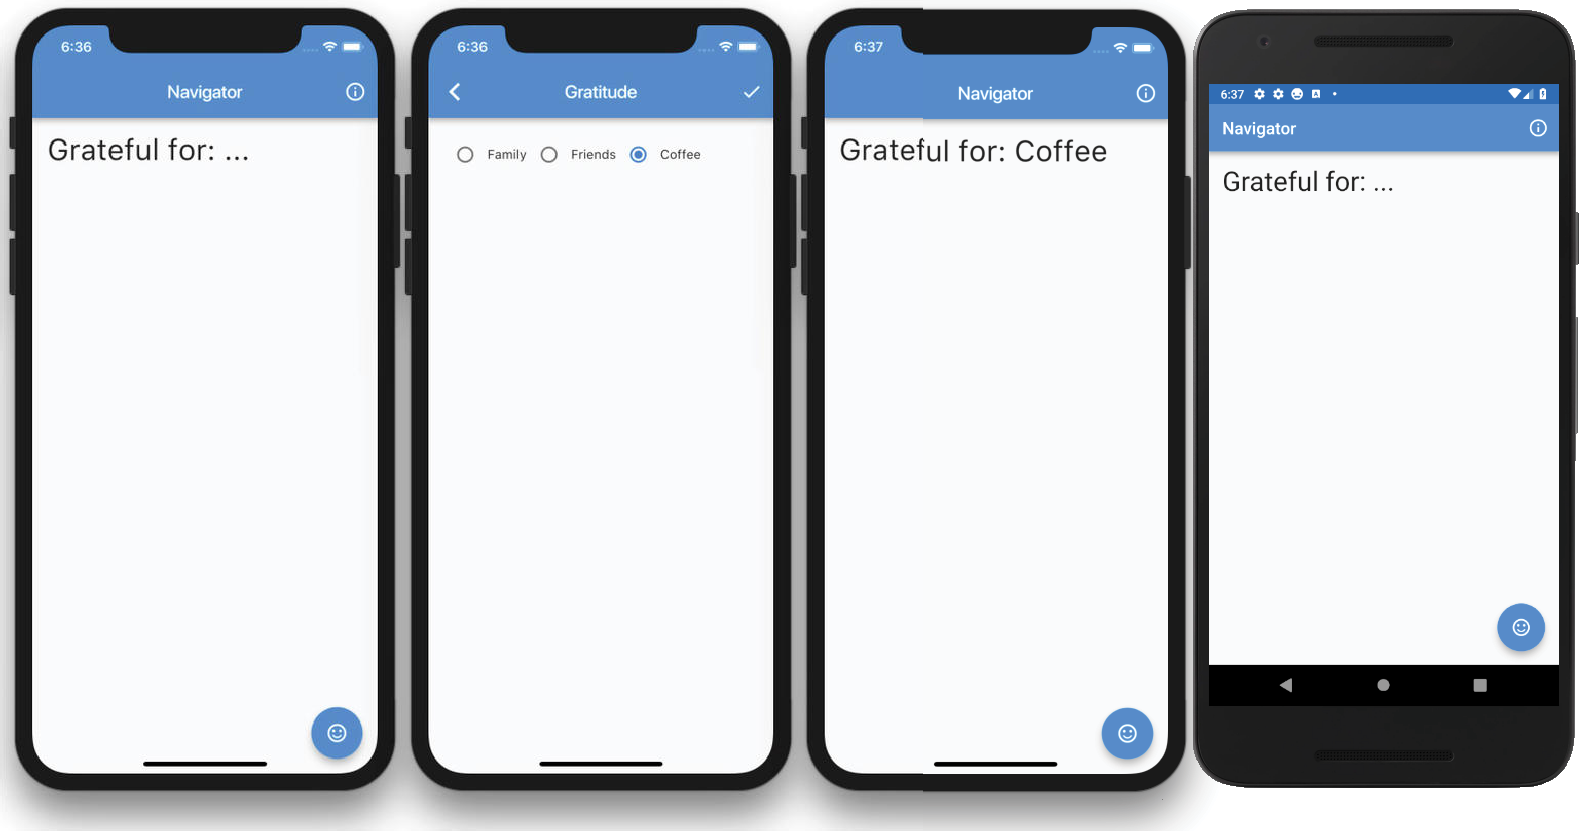 6:36
Navigator
Grateful for: ...
6:36
Gratitude
Family Friends Coffee
6:37
Navigator
Grateful for: Coffee
6:37
Navigator
Grateful for: ...